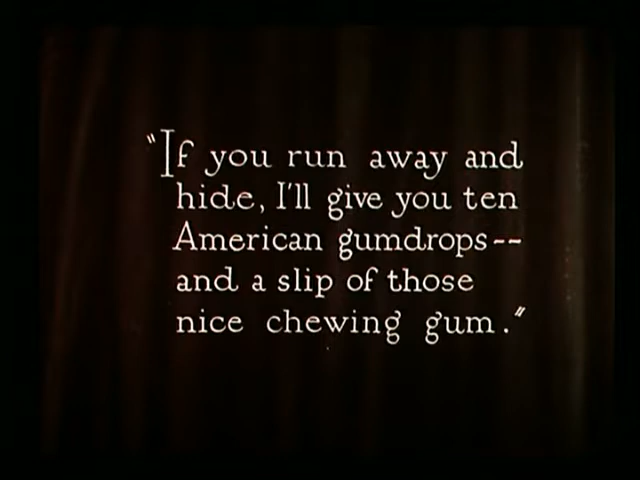 "If you run away and
hide, I'll give you ten
American gumdrops--
and a slip of those
nice chewing gum."